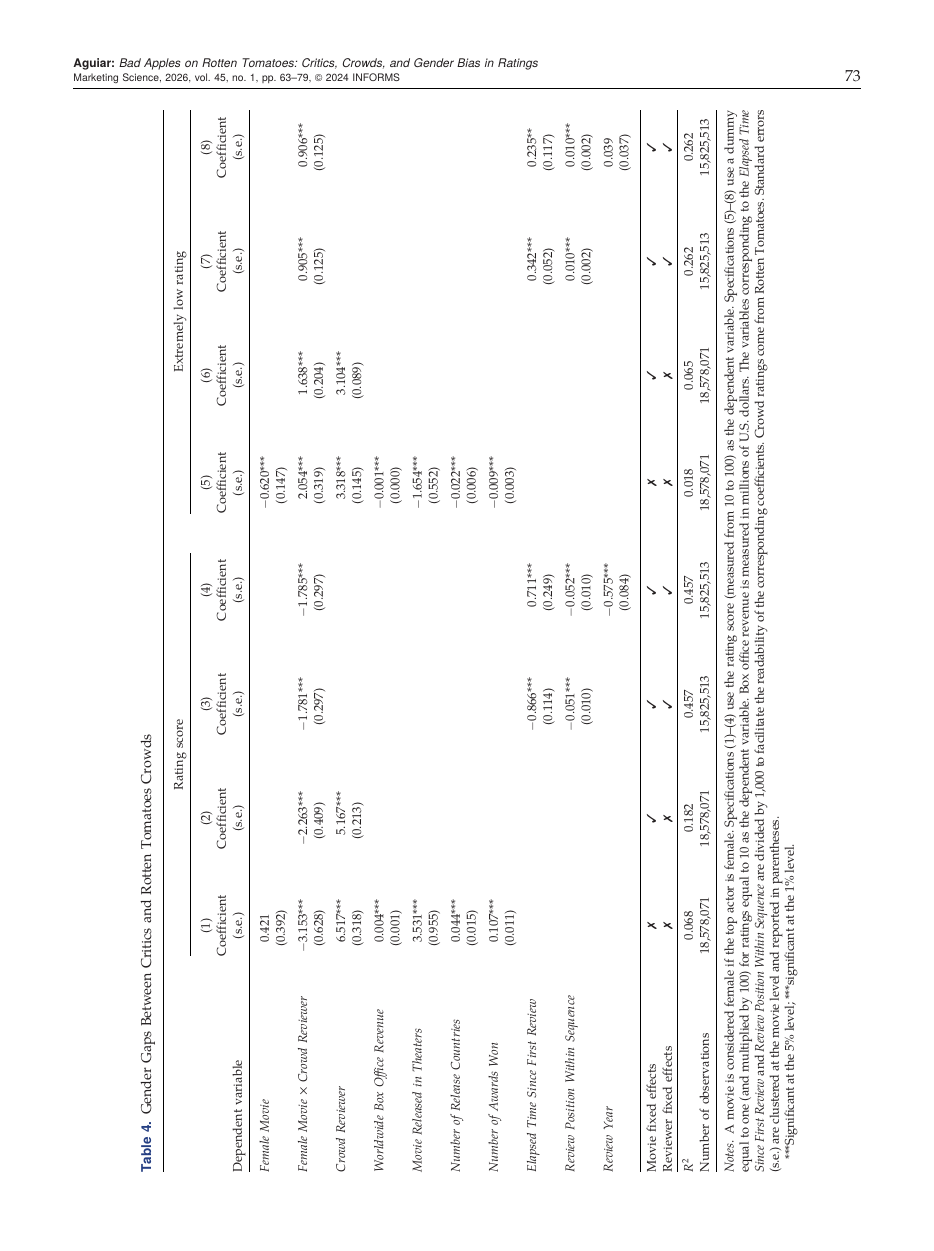 Aguiar: Bad Apples on Rotten Tomatoes: Critics, Crowds, and Gender Bias in Ratings
Marketing Science, 2026, vol. 45, no. 1, pp. 63–79, © 2024 INFORMS
73
Table 4. Gender Gaps Between Critics and Rotten Tomatoes Crowds
Rating score Extremely low rating
(1) (2) (3) (4) (5) (6) (7) (8)
Coefficient Coefficient Coefficient Coefficient Coefficient Coefficient Coefficient Coefficient
Dependent variable (s.e.) (s.e.) (s.e.) (s.e.) (s.e.) (s.e.) (s.e.) (s.e.)
Female Movie 0.421 −0.620***
(0.392) (0.147)
Female Movie × Crowd Reviewer −3.153*** −2.263*** −1.781*** −1.785*** 2.054*** 1.638*** 0.905*** 0.906***
(0.628) (0.409) (0.297) (0.297) (0.319) (0.204) (0.125) (0.125)
Crowd Reviewer 6.517*** 5.167*** 3.318*** 3.104***
(0.318) (0.213) (0.145) (0.089)
Worldwide Box Office Revenue 0.004*** −0.001***
(0.001) (0.000)
Movie Released in Theaters 3.531*** −1.654***
(0.955) (0.552)
Number of Release Countries 0.044*** −0.022***
(0.015) (0.006)
Number of Awards Won 0.107*** −0.009***
(0.011) (0.003)
Elapsed Time Since First Review −0.866*** 0.711*** 0.342*** 0.235**
(0.114) (0.249) (0.052) (0.117)
Review Position Within Sequence −0.051*** −0.052*** 0.010*** 0.010***
(0.010) (0.010) (0.002) (0.002)
Review Year −0.575*** 0.039
(0.084) (0.037)
Movie fixed effects ✗ ✓ ✓ ✓ ✗ ✓ ✓ ✓
Reviewer fixed effects ✗ ✗ ✓ ✓ ✗ ✗ ✓ ✓
R² 0.068 0.182 0.457 0.457 0.018 0.065 0.262 0.262
Number of observations 18,578,071 18,578,071 15,825,513 15,825,513 18,578,071 18,578,071 15,825,513 15,825,513
Notes. A movie is considered female if the top actor is female. Specifications (1)–(4) use the rating score (measured from 10 to 100) as the dependent variable. Specifications (5)–(8) use a dummy
equal to one (and multiplied by 100) for ratings equal to 10 as the dependent variable. Box office revenue is measured in millions of U.S. dollars. The variables corresponding to the Elapsed Time
Since First Review and Review Position Within Sequence are divided by 1,000 to facilitate the readability of the corresponding coefficients. Crowd ratings come from Rotten Tomatoes. Standard errors
(s.e.) are clustered at the movie level and reported in parentheses.
**Significant at the 5% level; ***significant at the 1% level.